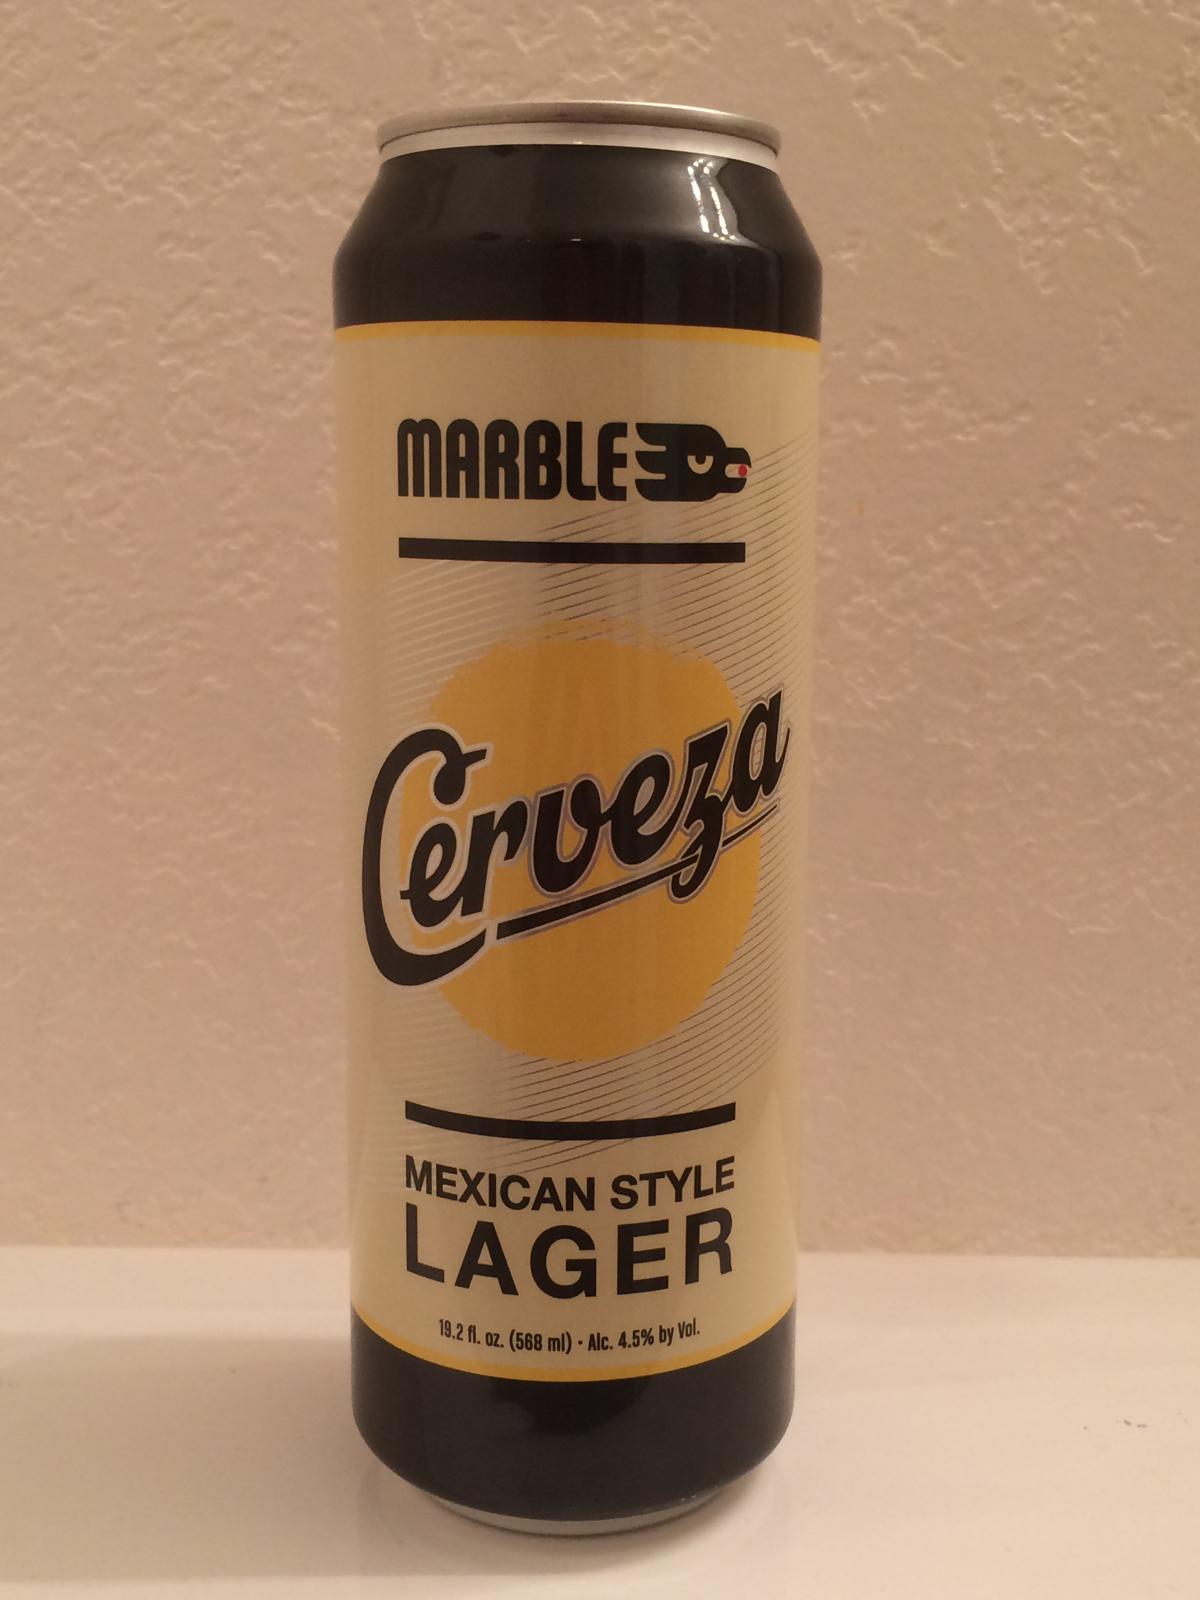 MARBLE
Cerveza
MEXICAN STYLE
LAGER
19.2 fl. oz. (568 ml) · Alc. 4.5% by Vol.